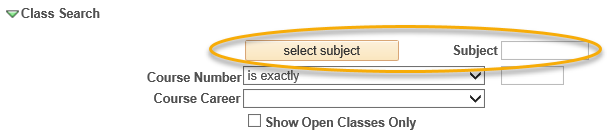 Class Search
select subject Subject
Course Number is exactly
Course Career
Show Open Classes Only